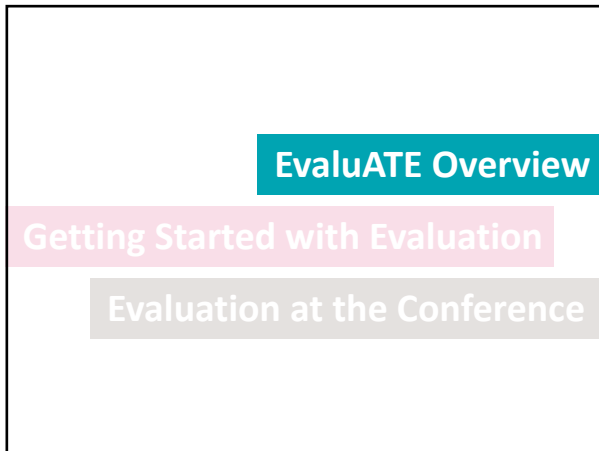 EvaluATE Overview
Getting Started with Evaluation
Evaluation at the Conference